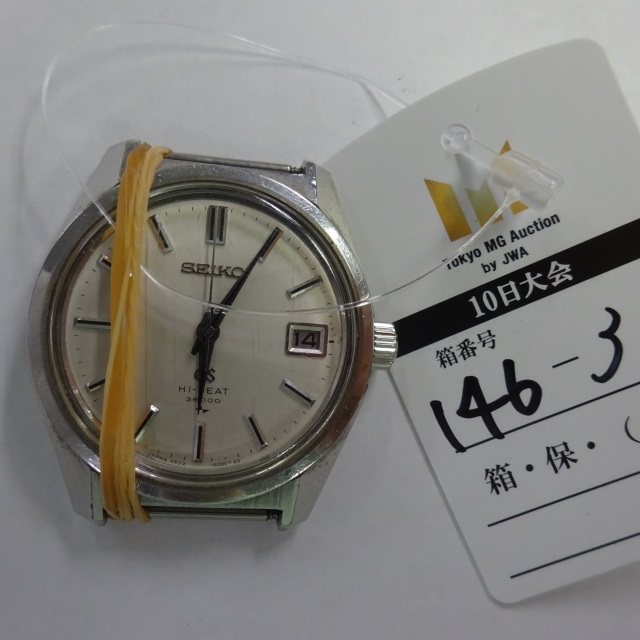 SEIKO
14
GS
HI-BEAT
36000
Tokyo MG Auction
by JWA
10日大会
箱番号
146-3
箱・保・